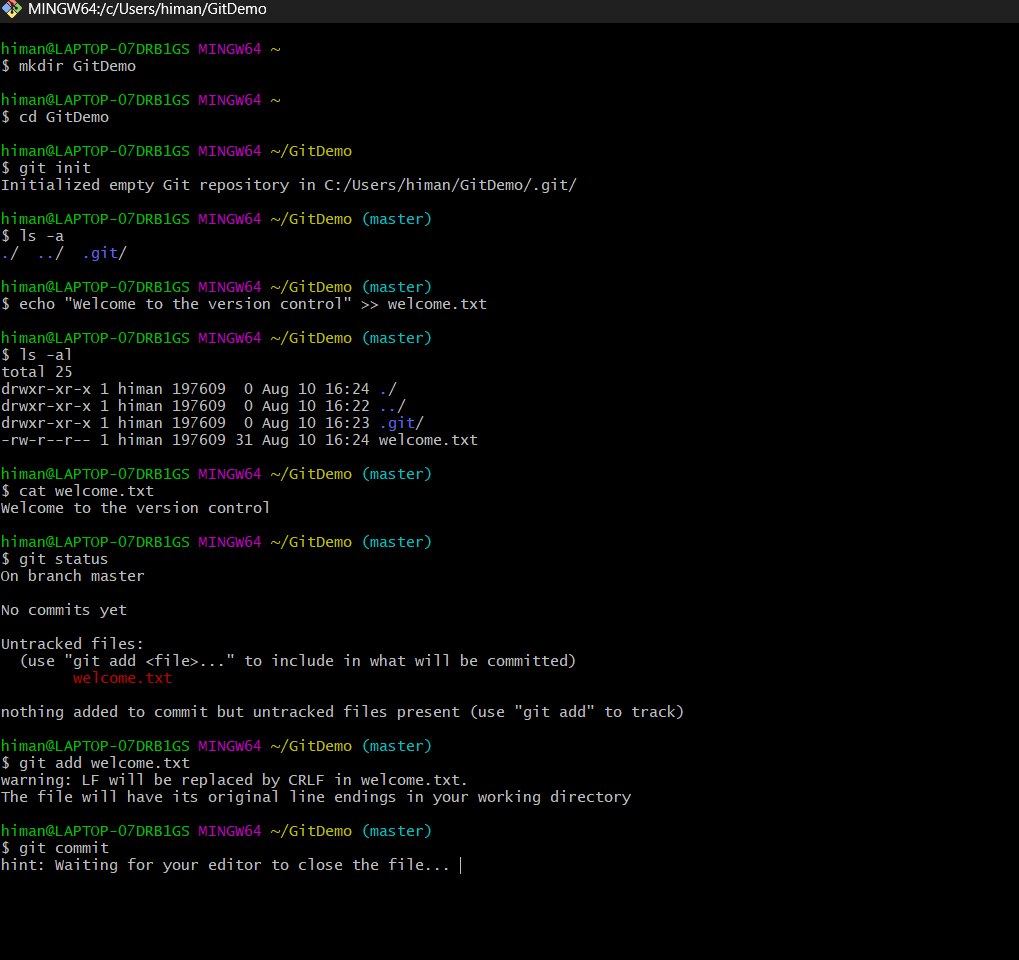 MINGW64:/c/Users/himan/GitDemo
himan@LAPTOP-07DRB1GS MINGW64 ~
$ mkdir GitDemo
himan@LAPTOP-07DRB1GS MINGW64 ~
$ cd GitDemo
himan@LAPTOP-07DRB1GS MINGW64 ~/GitDemo
$ git init
Initialized empty Git repository in C:/Users/himan/GitDemo/.git/
himan@LAPTOP-07DRB1GS MINGW64 ~/GitDemo (master)
$ ls -a
./  ../  .git/
himan@LAPTOP-07DRB1GS MINGW64 ~/GitDemo (master)
$ echo "Welcome to the version control" >> welcome.txt
himan@LAPTOP-07DRB1GS MINGW64 ~/GitDemo (master)
$ ls -al
total 25
drwxr-xr-x 1 himan 197609  0 Aug 10 16:24 ./
drwxr-xr-x 1 himan 197609  0 Aug 10 16:22 ../
drwxr-xr-x 1 himan 197609  0 Aug 10 16:23 .git/
-rw-r--r-- 1 himan 197609 31 Aug 10 16:24 welcome.txt
himan@LAPTOP-07DRB1GS MINGW64 ~/GitDemo (master)
$ cat welcome.txt
Welcome to the version control
himan@LAPTOP-07DRB1GS MINGW64 ~/GitDemo (master)
$ git status
On branch master
No commits yet
Untracked files:
  (use "git add <file>..." to include in what will be committed)
        welcome.txt
nothing added to commit but untracked files present (use "git add" to track)
himan@LAPTOP-07DRB1GS MINGW64 ~/GitDemo (master)
$ git add welcome.txt
warning: LF will be replaced by CRLF in welcome.txt.
The file will have its original line endings in your working directory
himan@LAPTOP-07DRB1GS MINGW64 ~/GitDemo (master)
$ git commit
hint: Waiting for your editor to close the file...